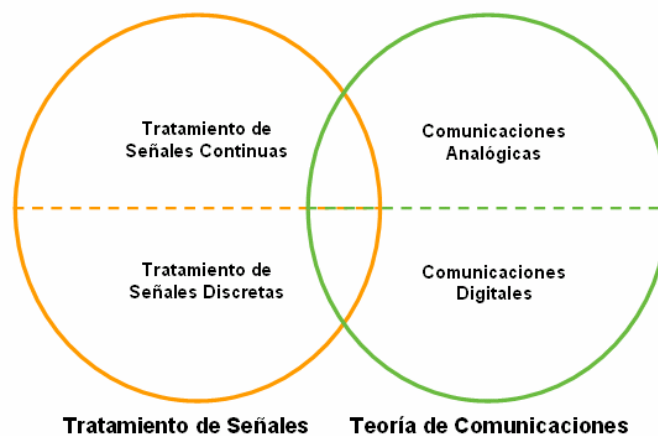 Tratamiento de
Señales Continuas
Comunicaciones
Analógicas
Tratamiento de
Señales Discretas
Comunicaciones
Digitales
Tratamiento de Señales
Teoría de Comunicaciones